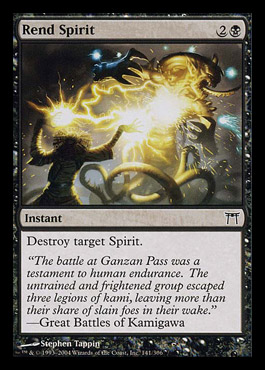 Rend Spirit 2
Instant
Destroy target Spirit.
"The battle at Ganzan Pass was a
testament to human endurance. The
untrained and frightened group escaped
three legions of kami, leaving more than
their share of slain foes in their wake."
—Great Battles of Kamigawa
Stephen Tappin
™ & © 1993–2004 Wizards of the Coast, Inc. 141/306